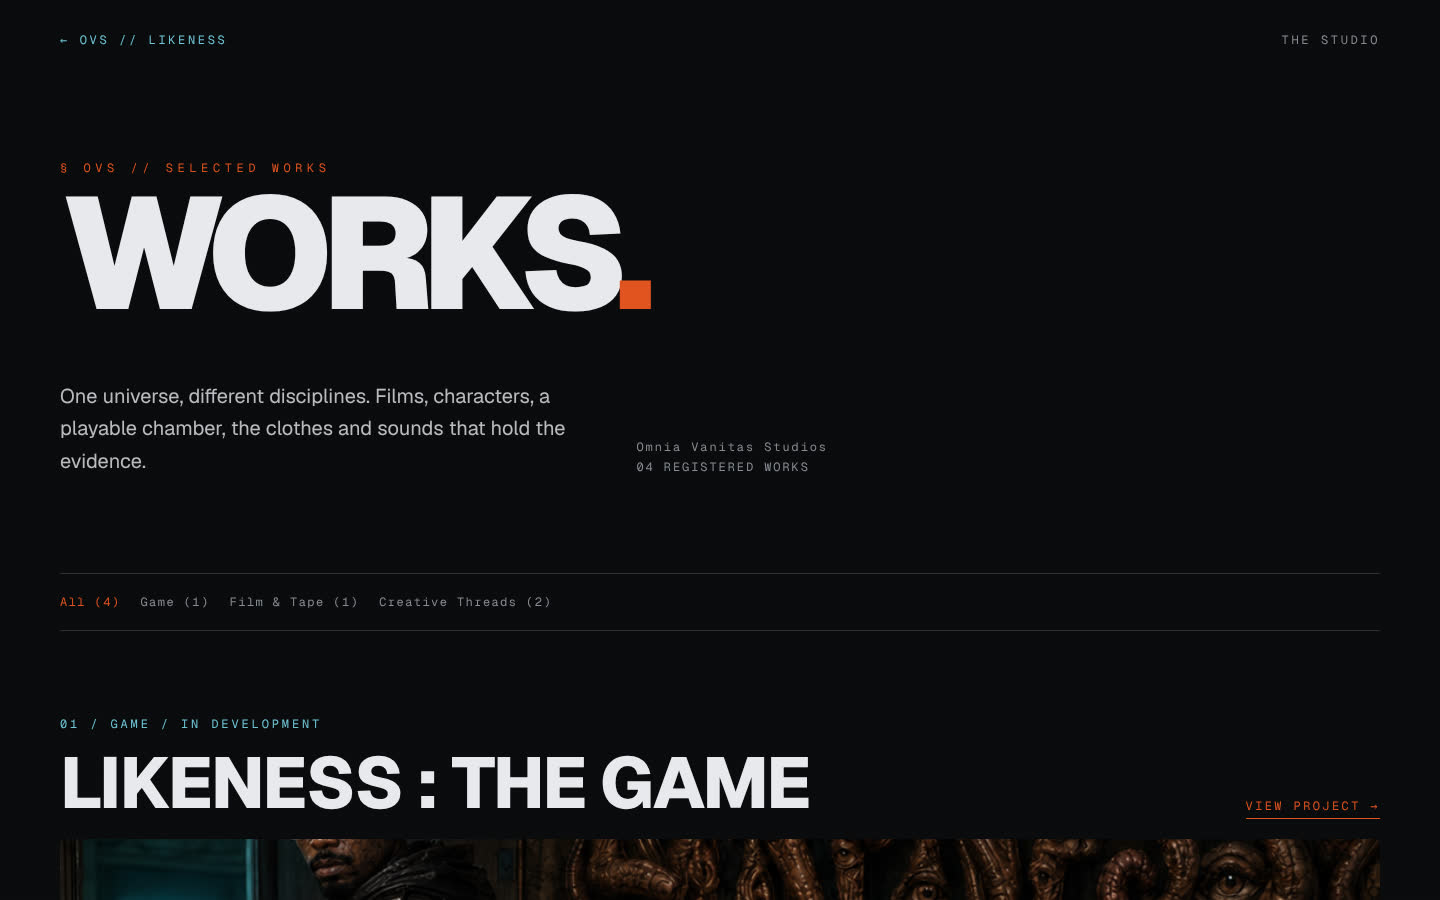 ← OVS // LIKENESS
THE STUDIO
§ OVS // SELECTED WORKS
WORKS.
One universe, different disciplines. Films, characters, a
playable chamber, the clothes and sounds that hold the
evidence.
Omnia Vanitas Studios
04 REGISTERED WORKS
All (4) Game (1) Film & Tape (1) Creative Threads (2)
01 / GAME / IN DEVELOPMENT
LIKENESS : THE GAME
VIEW PROJECT →